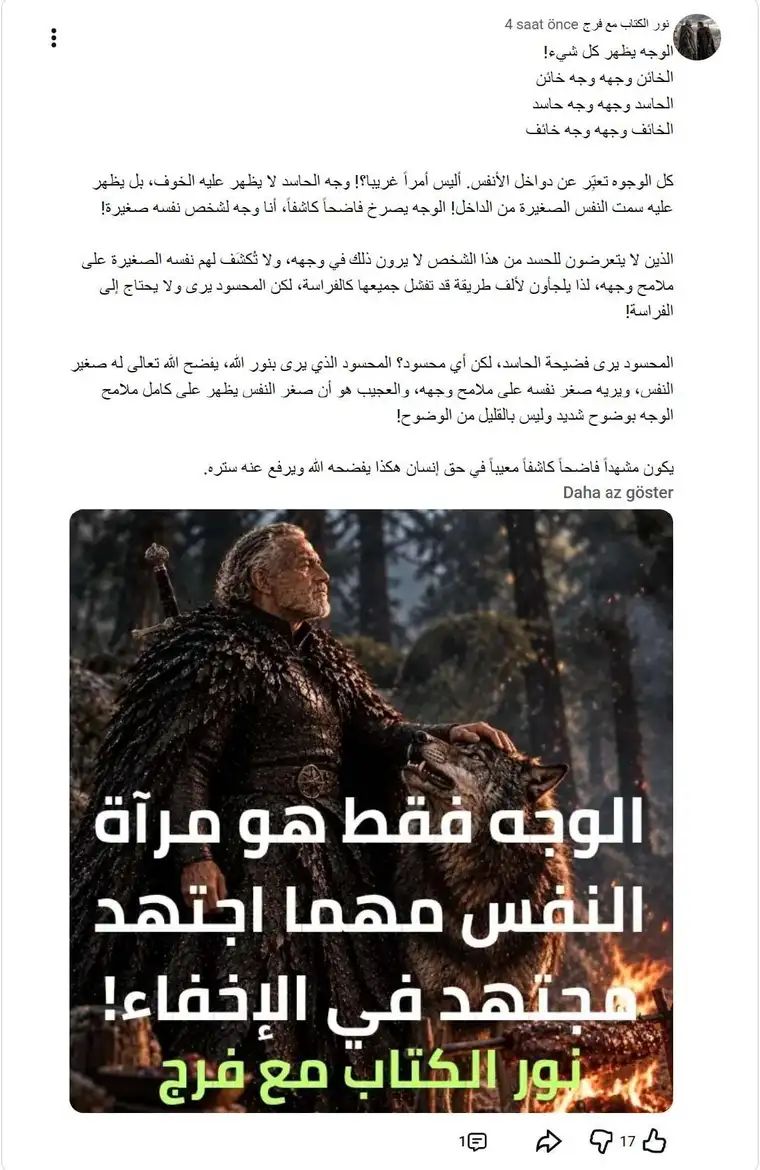 نور الكتاب مع فرج 4 saat önce
الوجه يظهر كل شيء!
الخائن وجهه وجه خائن
الحاسد وجهه وجه حاسد
الخائف وجهه وجه خائف
كل الوجوه تعبّر عن دواخل الأنفس. أليس أمراً غريبا؟! وجه الحاسد لا يظهر عليه الخوف، بل يظهر
عليه سمت النفس الصغيرة من الداخل! الوجه يصرخ فاضحاً كاشفاً، أنا وجه لشخص نفسه صغيرة!
الذين لا يتعرضون للحسد من هذا الشخص لا يرون ذلك في وجهه، ولا تُكشَف لهم نفسه الصغيرة على
ملامح وجهه، لذا يلجأون لألف طريقة قد تفشل جميعها كالفراسة، لكن المحسود يرى ولا يحتاج إلى
الفراسة!
المحسود يرى فضيحة الحاسد، لكن أي محسود؟ المحسود الذي يرى بنور الله، يفضح الله تعالى له صغير
النفس، ويريه صغر نفسه على ملامح وجهه، والعجيب هو أن صغر النفس يظهر على كامل ملامح
الوجه بوضوح شديد وليس بالقليل من الوضوح!
يكون مشهداً فاضحاً كاشفاً معيباً في حق إنسان هكذا يفضحه الله ويرفع عنه ستره.
Daha az göster
الوجه فقط هو مرآة
النفس مهما اجتهد
مجتهد في الإخفاء!
نور الكتاب مع فرج
17
1